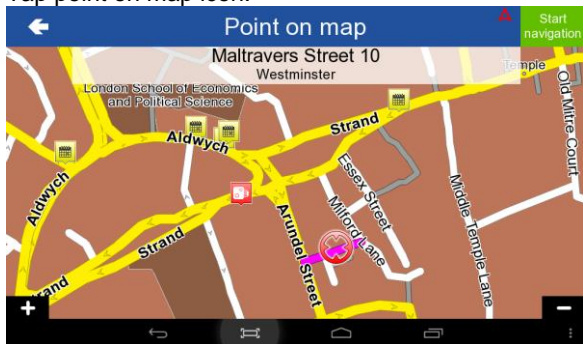 Tap point on map icon.
Point on map
Start
navigation
Maltravers Street 10
Westminster
Temple
London School of Economics
and Political Science
Old Mitre Court
Strand
Aldwych
Essex Street
Middle Temple Lane
Milford Lane
Aldwych
Arundel Street
Strand
Strand
+
-